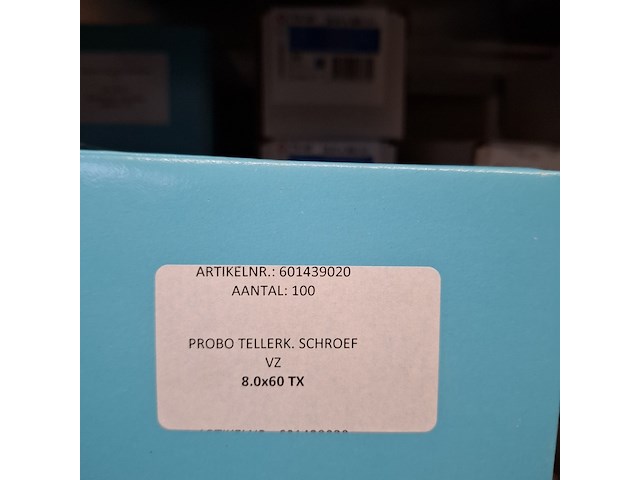 ARTIKELNR.: 601439020
AANTAL: 100
PROBO TELLERK. SCHROEF
VZ
8.0x60 TX